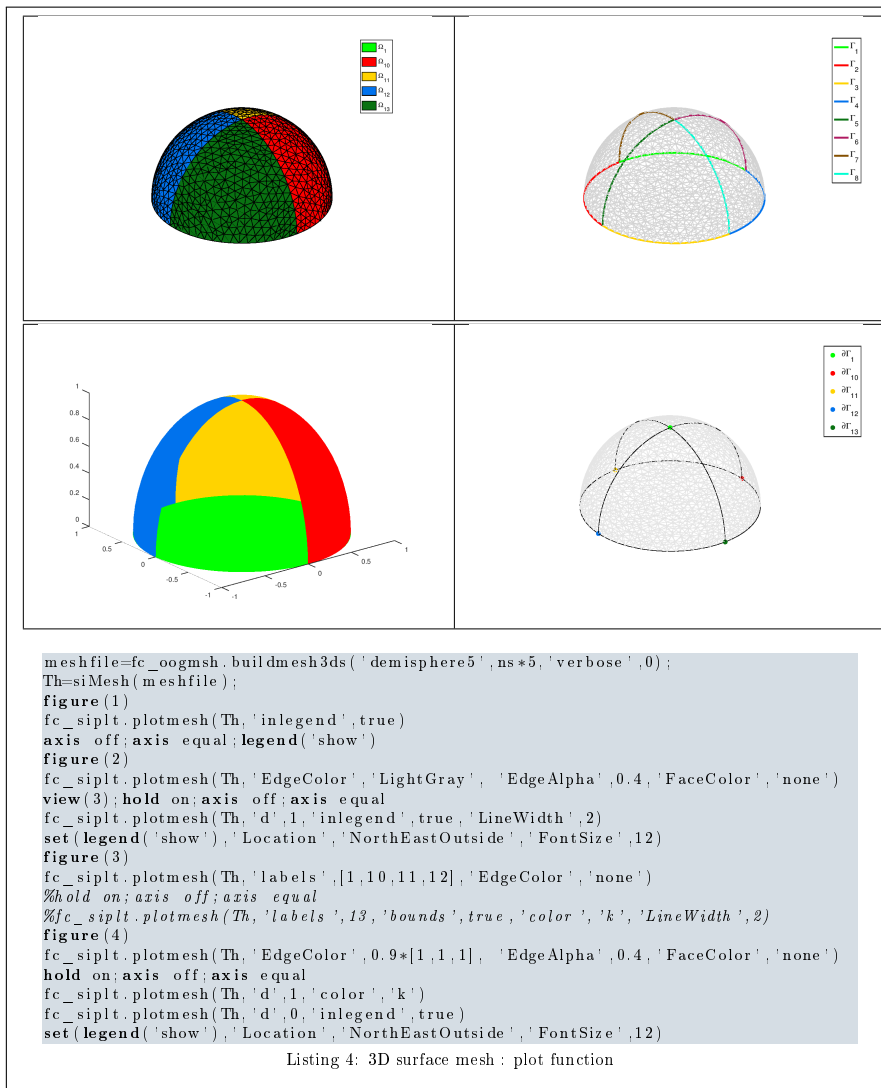 Ω1
Ω10
Ω11
Ω12
Ω13
Γ1
Γ2
Γ3
Γ4
Γ5
Γ6
Γ7
Γ8
1
0.8
0.6
0.4
0.2
0
1
0.5
0
-0.5
-1
-1
-0.5
0
0.5
1
∂Γ1
∂Γ10
∂Γ11
∂Γ12
∂Γ13
meshfile=fc_oogmsh.buildmesh3ds('demisphere5',ns*5,'verbose',0);
Th=siMesh(meshfile);
figure(1)
fc_siplt.plotmesh(Th,'inlegend',true)
axis off;axis equal;legend('show')
figure(2)
fc_siplt.plotmesh(Th,'EdgeColor','LightGray', 'EdgeAlpha',0.4,'FaceColor','none')
view(3);hold on;axis off;axis equal
fc_siplt.plotmesh(Th,'d',1,'inlegend',true,'LineWidth',2)
set(legend('show'),'Location','NorthEastOutside','FontSize',12)
figure(3)
fc_siplt.plotmesh(Th,'labels',[1,10,11,12],'EdgeColor','none')
%hold on;axis off;axis equal
%fc_siplt.plotmesh(Th,'labels',13,'bounds',true,'color','k','LineWidth',2)
figure(4)
fc_siplt.plotmesh(Th,'EdgeColor',0.9*[1,1,1], 'EdgeAlpha',0.4,'FaceColor','none')
hold on;axis off;axis equal
fc_siplt.plotmesh(Th,'d',1,'color','k')
fc_siplt.plotmesh(Th,'d',0,'inlegend',true)
set(legend('show'),'Location','NorthEastOutside','FontSize',12)
Listing 4: 3D surface mesh : plot function